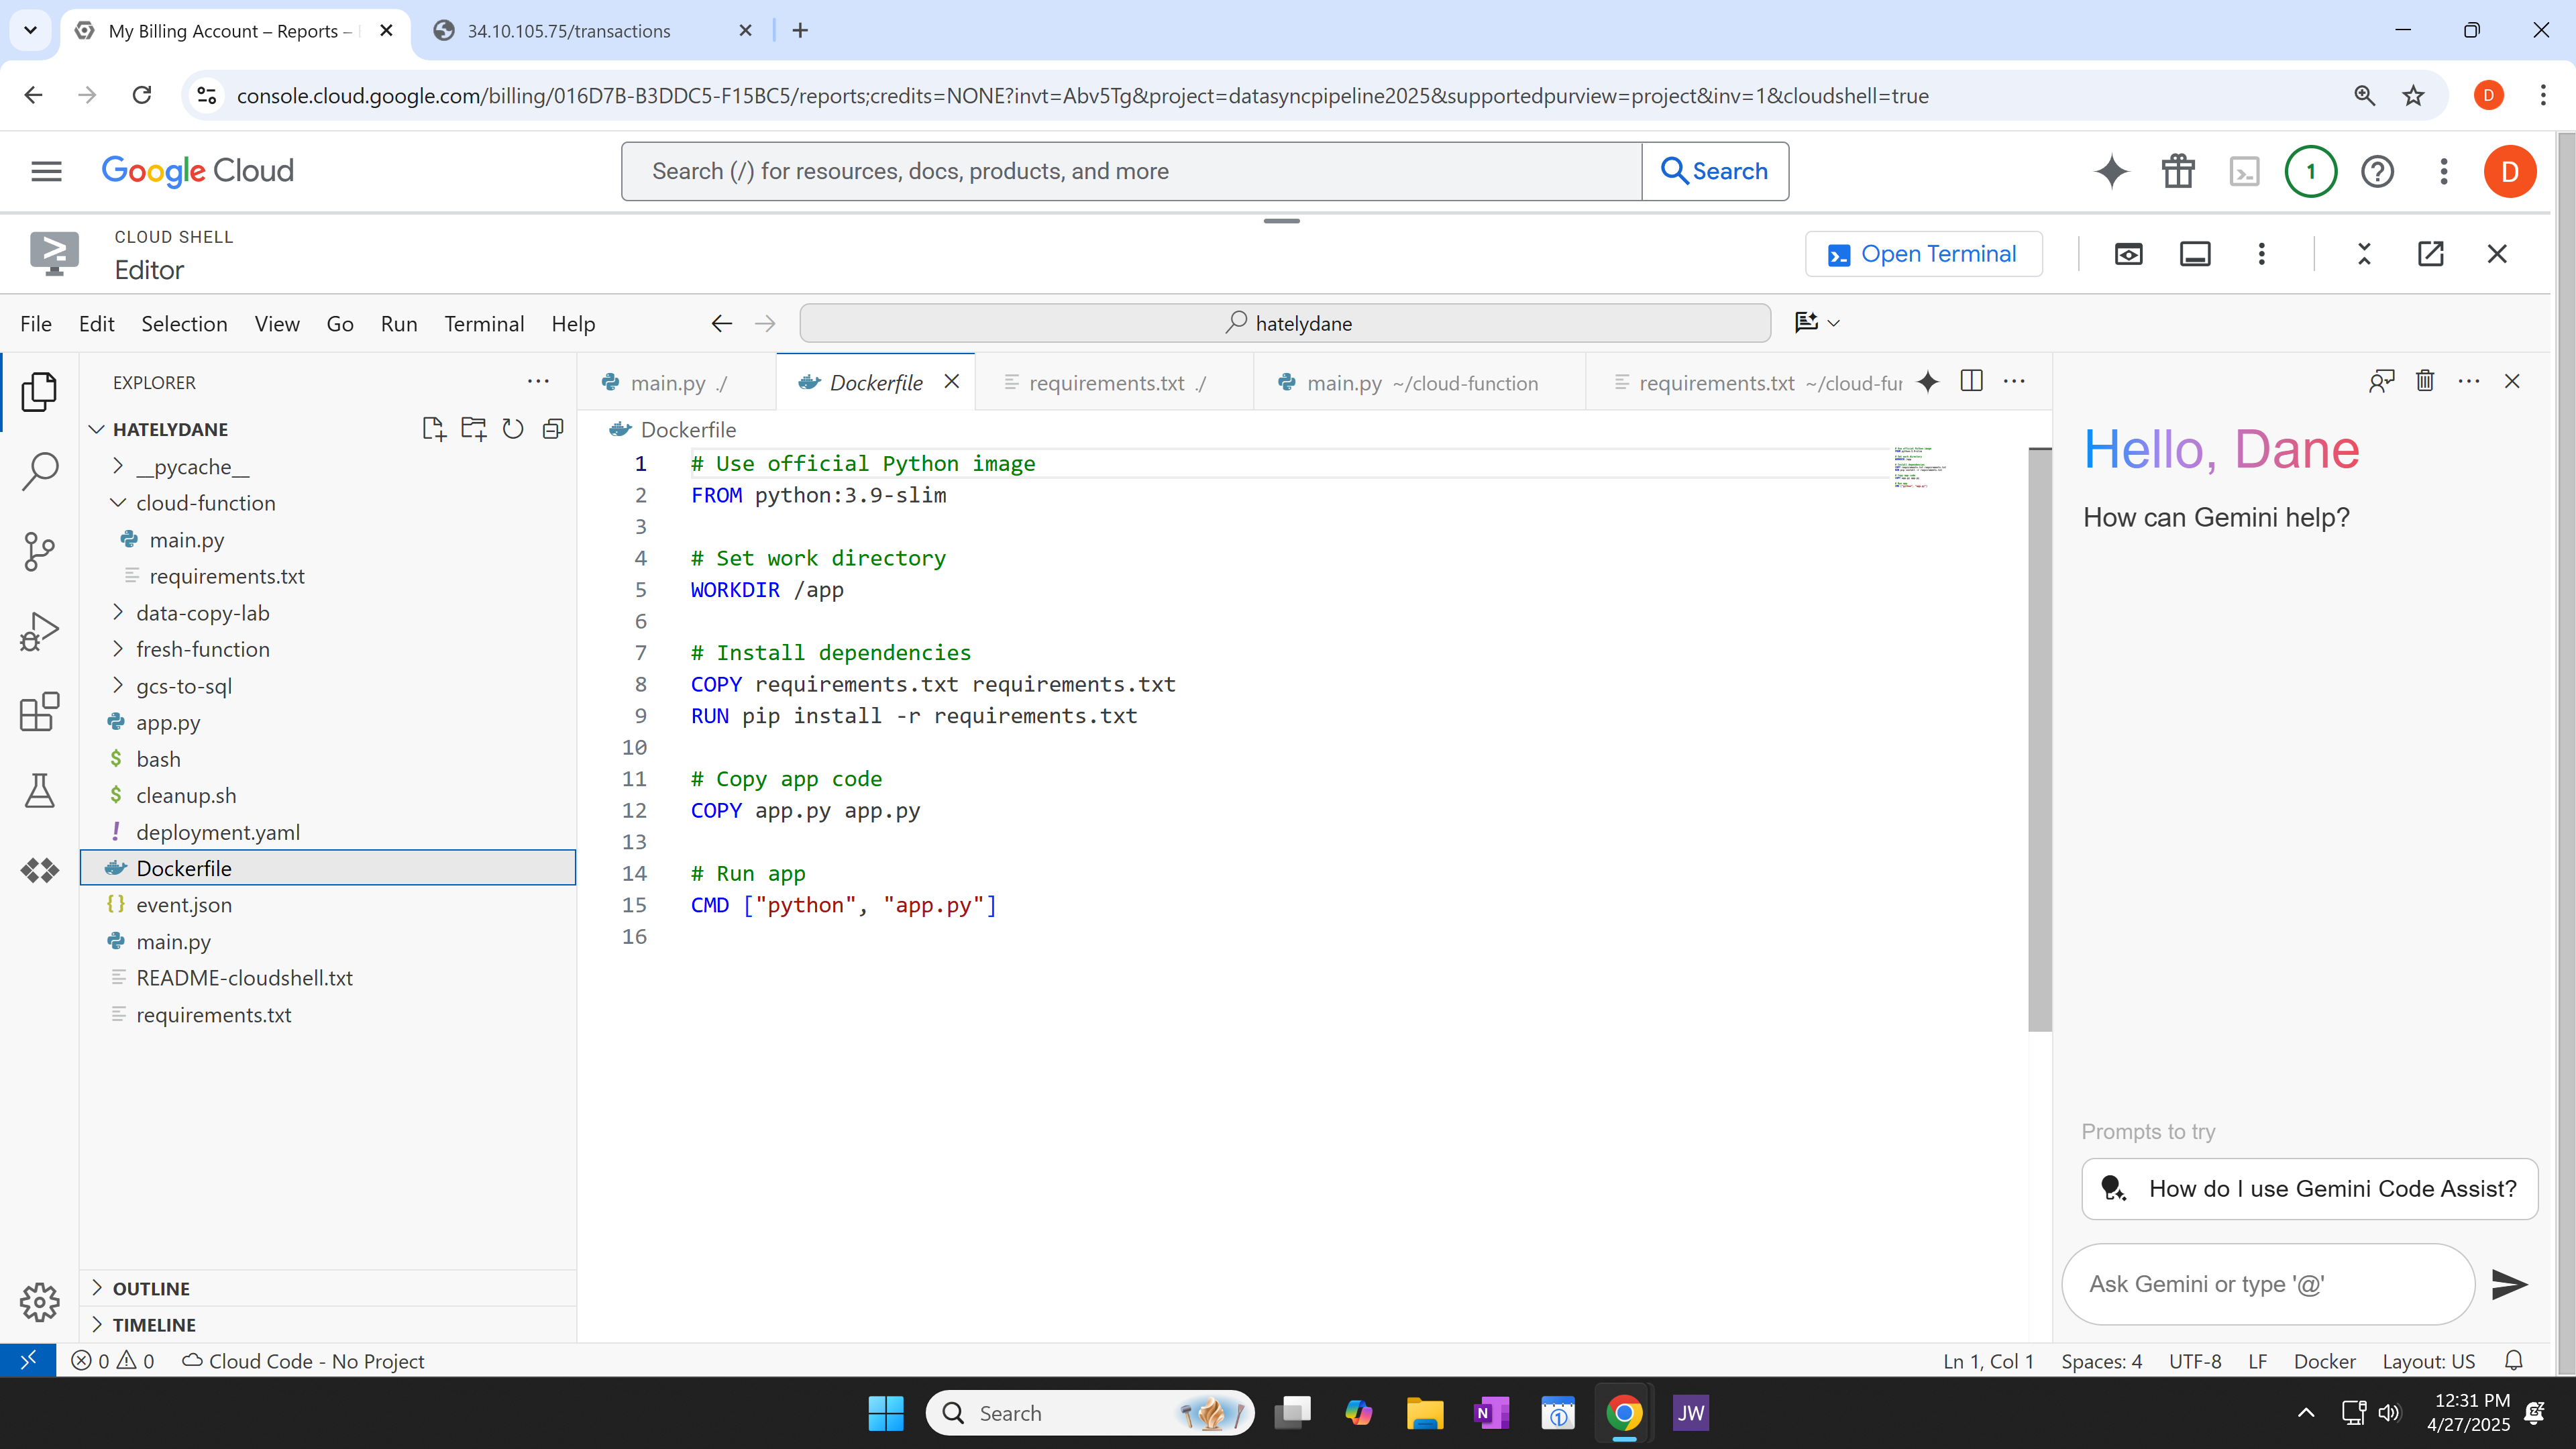 My Billing Account – Reports –
34.10.105.75/transactions
console.cloud.google.com/billing/016D7B-B3DDC5-F15BC5/reports;credits=NONE?invt=Abv5Tg&project=datasyncpipeline2025&supportedpurview=project&inv=1&cloudshell=true
D
Google Cloud
Search (/) for resources, docs, products, and more
Search
1
D
CLOUD SHELL
Editor
Open Terminal
File Edit Selection View Go Run Terminal Help
hatelydane
EXPLORER
main.py ./
Dockerfile
requirements.txt ./
main.py ~/cloud-function
requirements.txt ~/cloud-fur
HATELYDANE
__pycache__
cloud-function
main.py
requirements.txt
data-copy-lab
fresh-function
gcs-to-sql
app.py
$ bash
$ cleanup.sh
! deployment.yaml
Dockerfile
{} event.json
main.py
README-cloudshell.txt
requirements.txt
OUTLINE
TIMELINE
Dockerfile
1 # Use official Python image
2 FROM python:3.9-slim
3
4 # Set work directory
5 WORKDIR /app
6
7 # Install dependencies
8 COPY requirements.txt requirements.txt
9 RUN pip install -r requirements.txt
10
11 # Copy app code
12 COPY app.py app.py
13
14 # Run app
15 CMD ["python", "app.py"]
16
Hello, Dane
How can Gemini help?
Prompts to try
How do I use Gemini Code Assist?
Ask Gemini or type '@'
0 0 Cloud Code - No Project
Ln 1, Col 1 Spaces: 4 UTF-8 LF Docker Layout: US
Search
N
1
JW
12:31 PM
4/27/2025